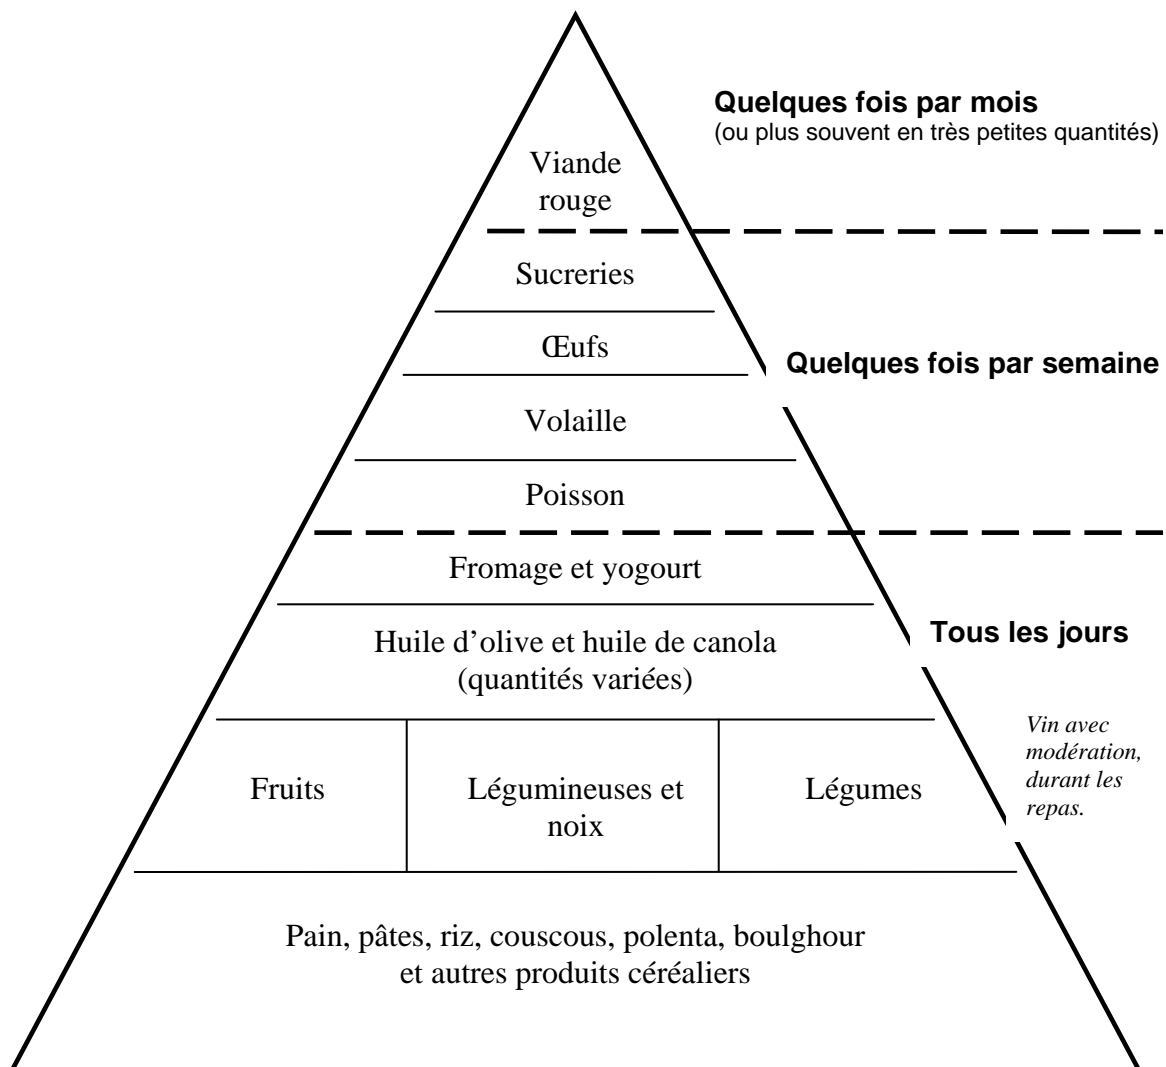 Quelques fois par mois
(ou plus souvent en très petites quantités)
Viande
rouge
Sucreries
Œufs
Quelques fois par semaine
Volaille
Poisson
Fromage et yogourt
Tous les jours
Huile d’olive et huile de canola
(quantités variées)
Vin avec
modération,
durant les
repas.
Fruits
Légumineuses et
noix
Légumes
Pain, pâtes, riz, couscous, polenta, boulghour
et autres produits céréaliers